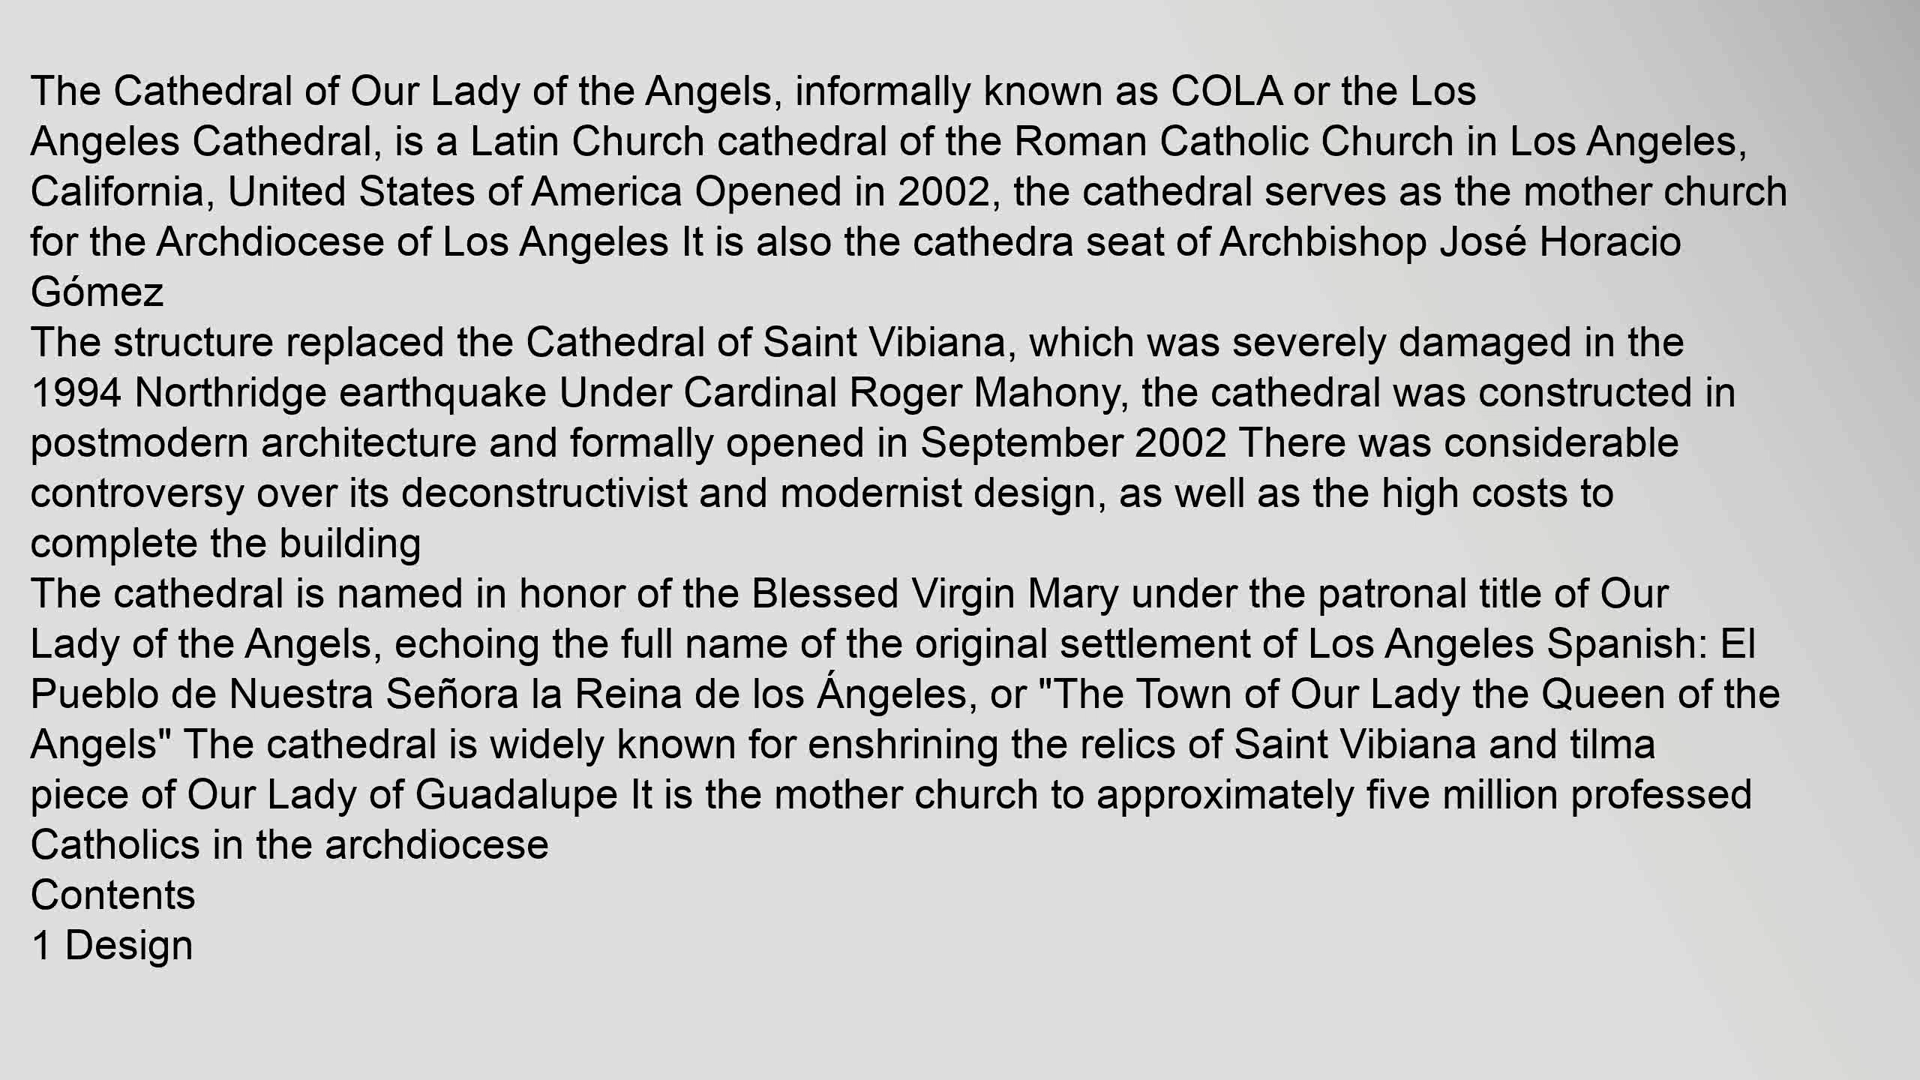 The Cathedral of Our Lady of the Angels, informally known as COLA or the Los
Angeles Cathedral, is a Latin Church cathedral of the Roman Catholic Church in Los Angeles,
California, United States of America Opened in 2002, the cathedral serves as the mother church
for the Archdiocese of Los Angeles It is also the cathedra seat of Archbishop José Horacio
Gómez
The structure replaced the Cathedral of Saint Vibiana, which was severely damaged in the
1994 Northridge earthquake Under Cardinal Roger Mahony, the cathedral was constructed in
postmodern architecture and formally opened in September 2002 There was considerable
controversy over its deconstructivist and modernist design, as well as the high costs to
complete the building
The cathedral is named in honor of the Blessed Virgin Mary under the patronal title of Our
Lady of the Angels, echoing the full name of the original settlement of Los Angeles Spanish: El
Pueblo de Nuestra Señora la Reina de los Ángeles, or "The Town of Our Lady the Queen of the
Angels" The cathedral is widely known for enshrining the relics of Saint Vibiana and tilma
piece of Our Lady of Guadalupe It is the mother church to approximately five million professed
Catholics in the archdiocese
Contents
1 Design